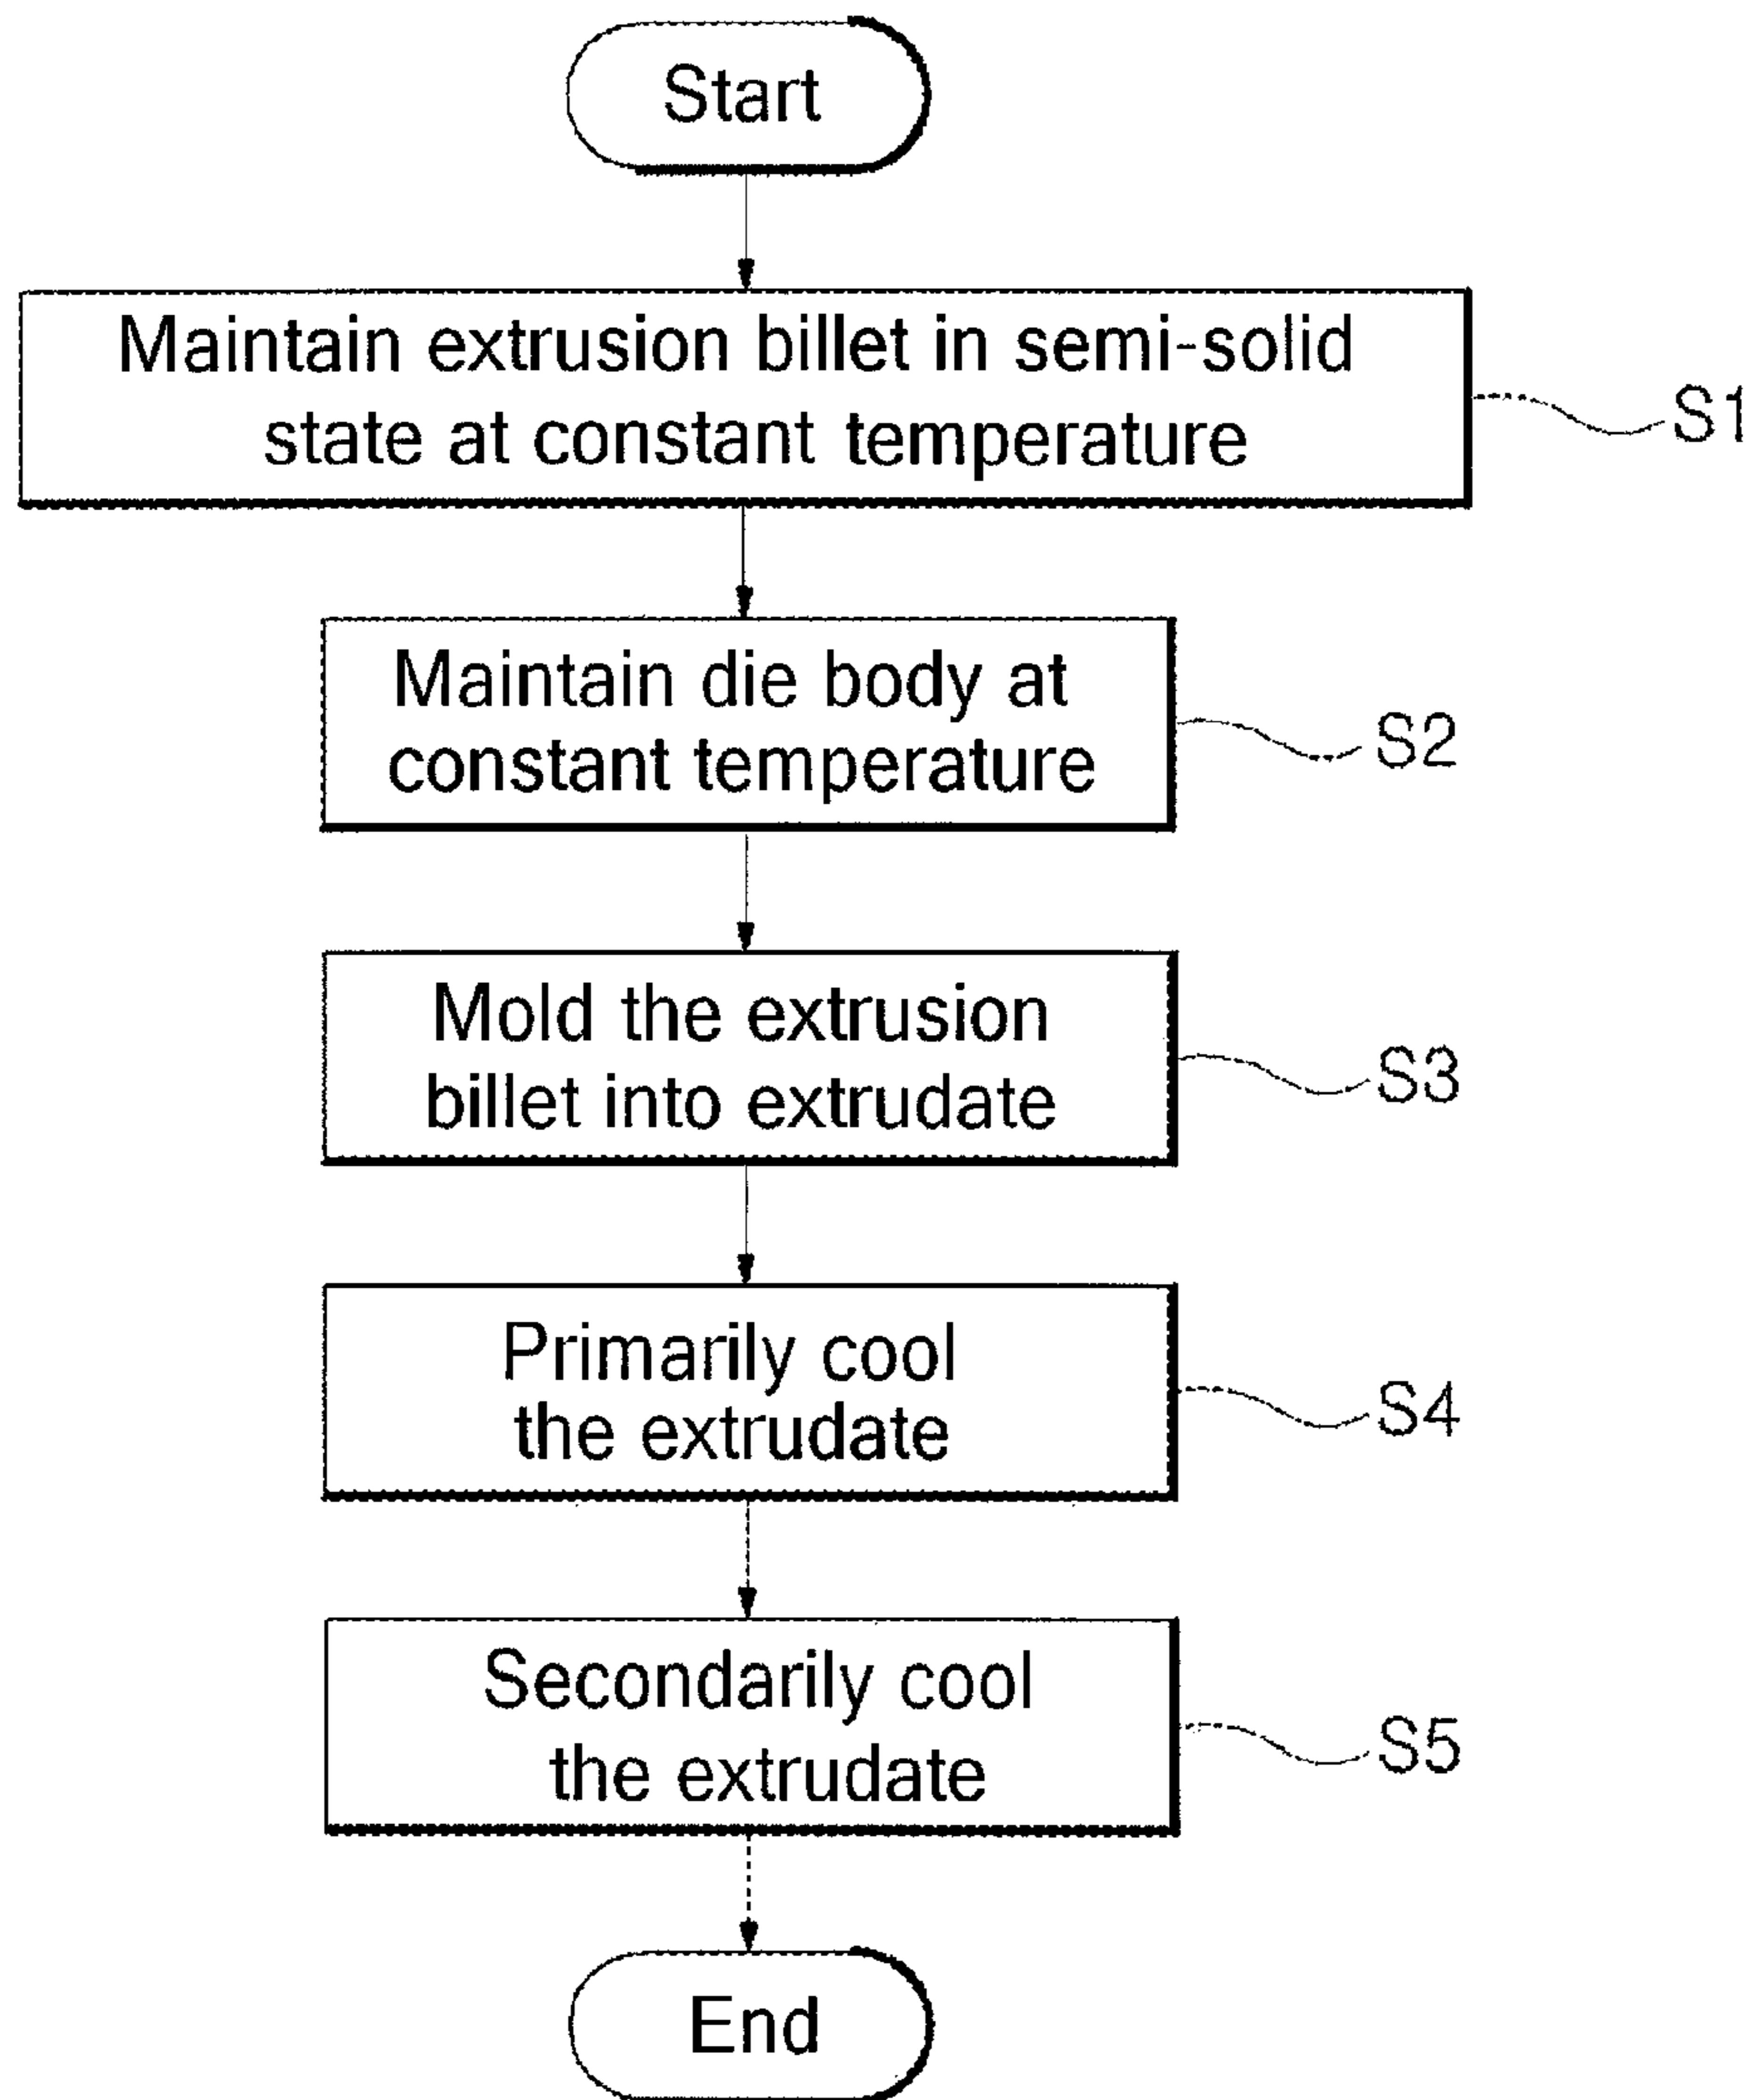 Start
Maintain extrusion billet in semi-solid
state at constant temperature
S1
Maintain die body at
constant temperature
S2
Mold the extrusion
billet into extrudate
S3
Primarily cool
the extrudate
S4
Secondarily cool
the extrudate
S5
End